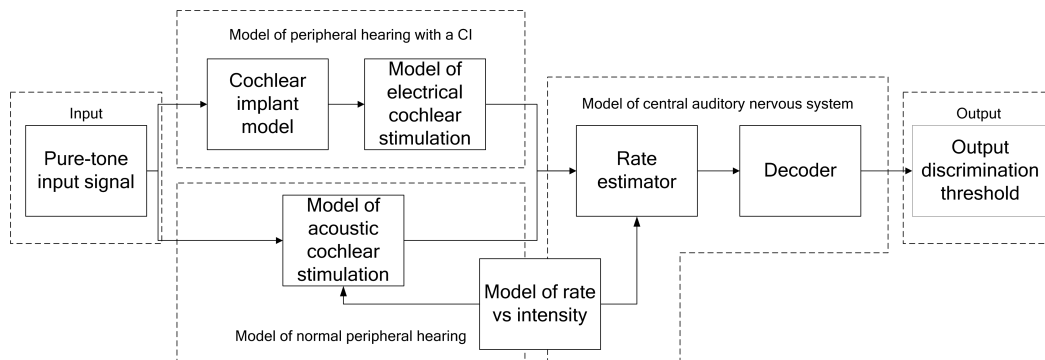 Input
Pure-tone
input signal
Model of peripheral hearing with a CI
Cochlear
implant
model
Model of
electrical
cochlear
stimulation
Model of
acoustic
cochlear
stimulation
Model of normal peripheral hearing
Model of rate
vs intensity
Model of central auditory nervous system
Rate
estimator
Decoder
Output
Output
discrimination
threshold